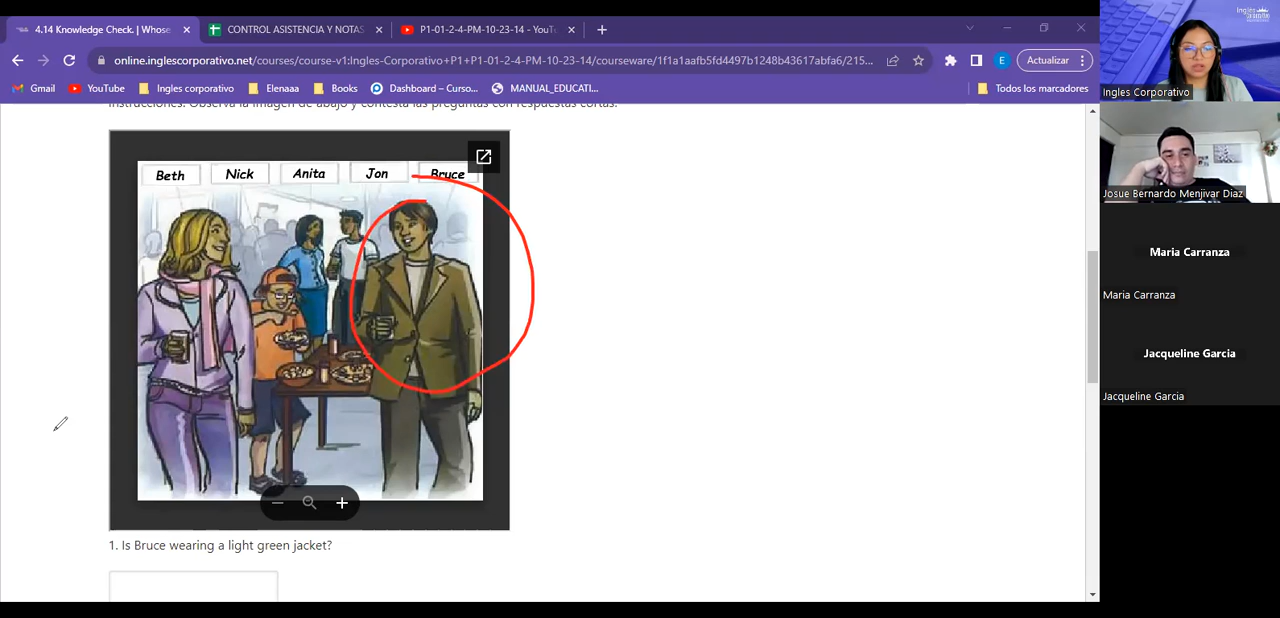 4.14 Knowledge Check. | Whose
CONTROL ASISTENCIA Y NOTAS
P1-01-2-4-PM-10-23-14 - YouT
online.inglescorporativo.net/courses/course-v1:Ingles-Corporativo+P1+P1-01-2-4-PM-10-23-14/courseware/1f1a1aafb5fd4497b1248b43617abfa6/215...
E
Actualizar
Gmail
YouTube
Ingles corporativo
Elenaaa
Books
Dashboard – Curso...
MANUAL_EDUCATI...
Todos los marcadores
Instrucciones: Observa la imagen de abajo y contesta las preguntas con respuestas cortas.
Beth
Nick
Anita
Jon
Bruce
1. Is Bruce wearing a light green jacket?
Ingles Corporativo
Josue Bernardo Menjivar Diaz
Maria Carranza
Maria Carranza
Jacqueline Garcia
Jacqueline Garcia